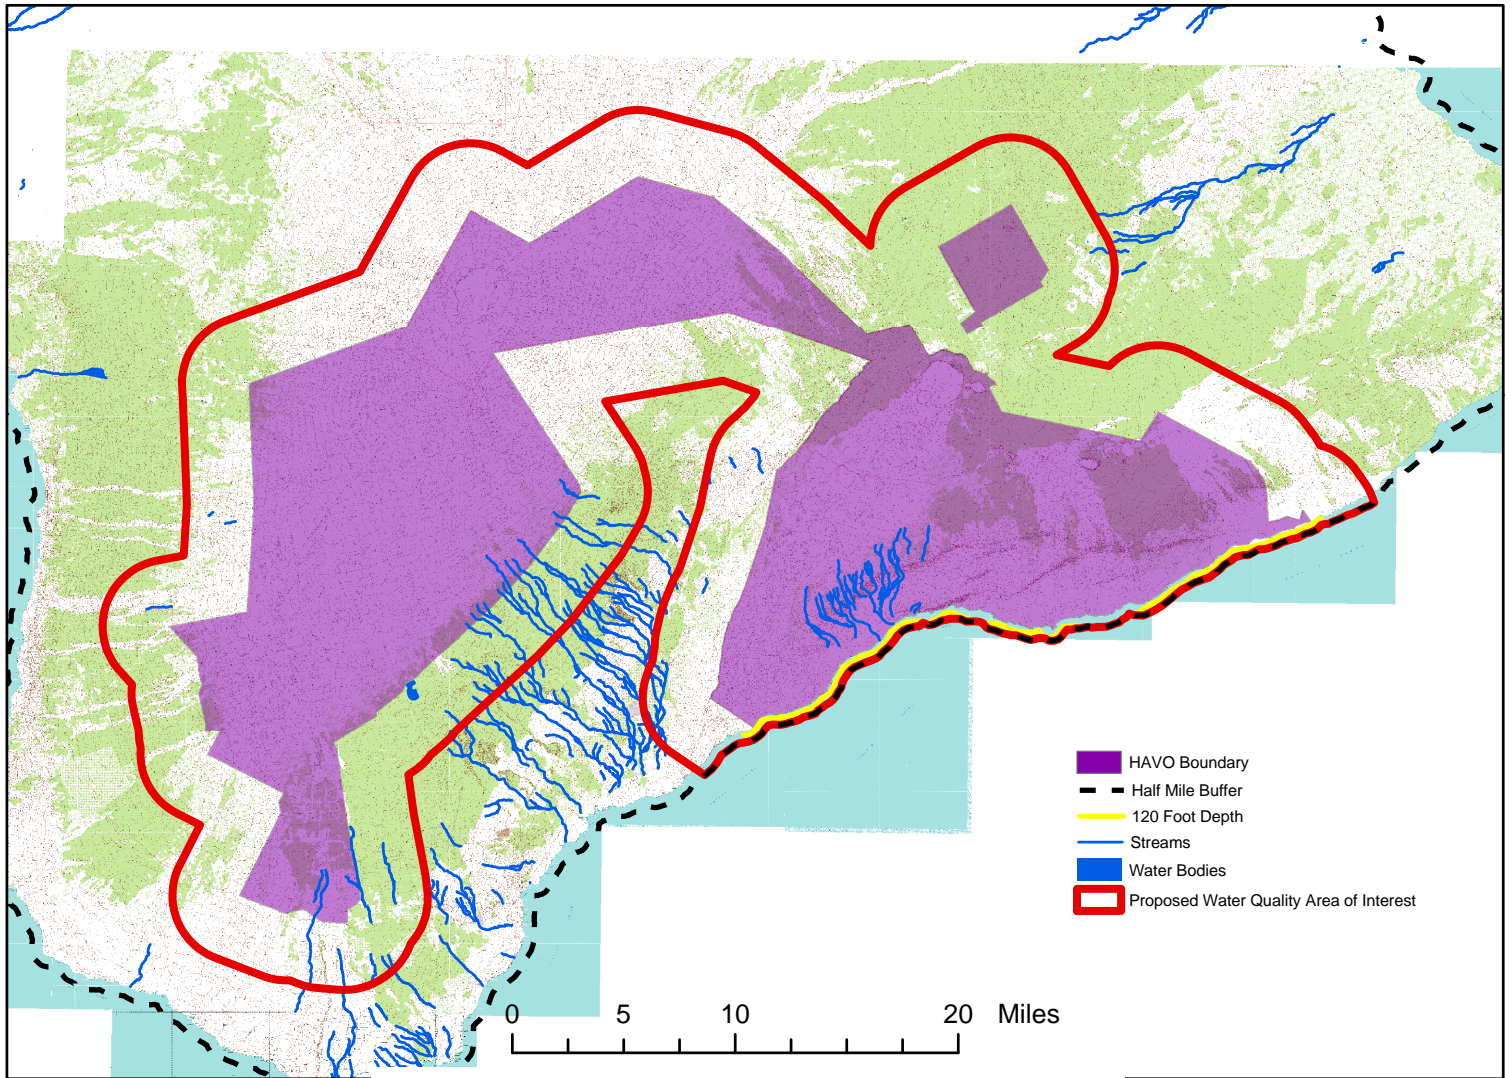 HAVO Boundary
Half Mile Buffer
120 Foot Depth
Streams
Water Bodies
Proposed Water Quality Area of Interest
0 5 10 20 Miles